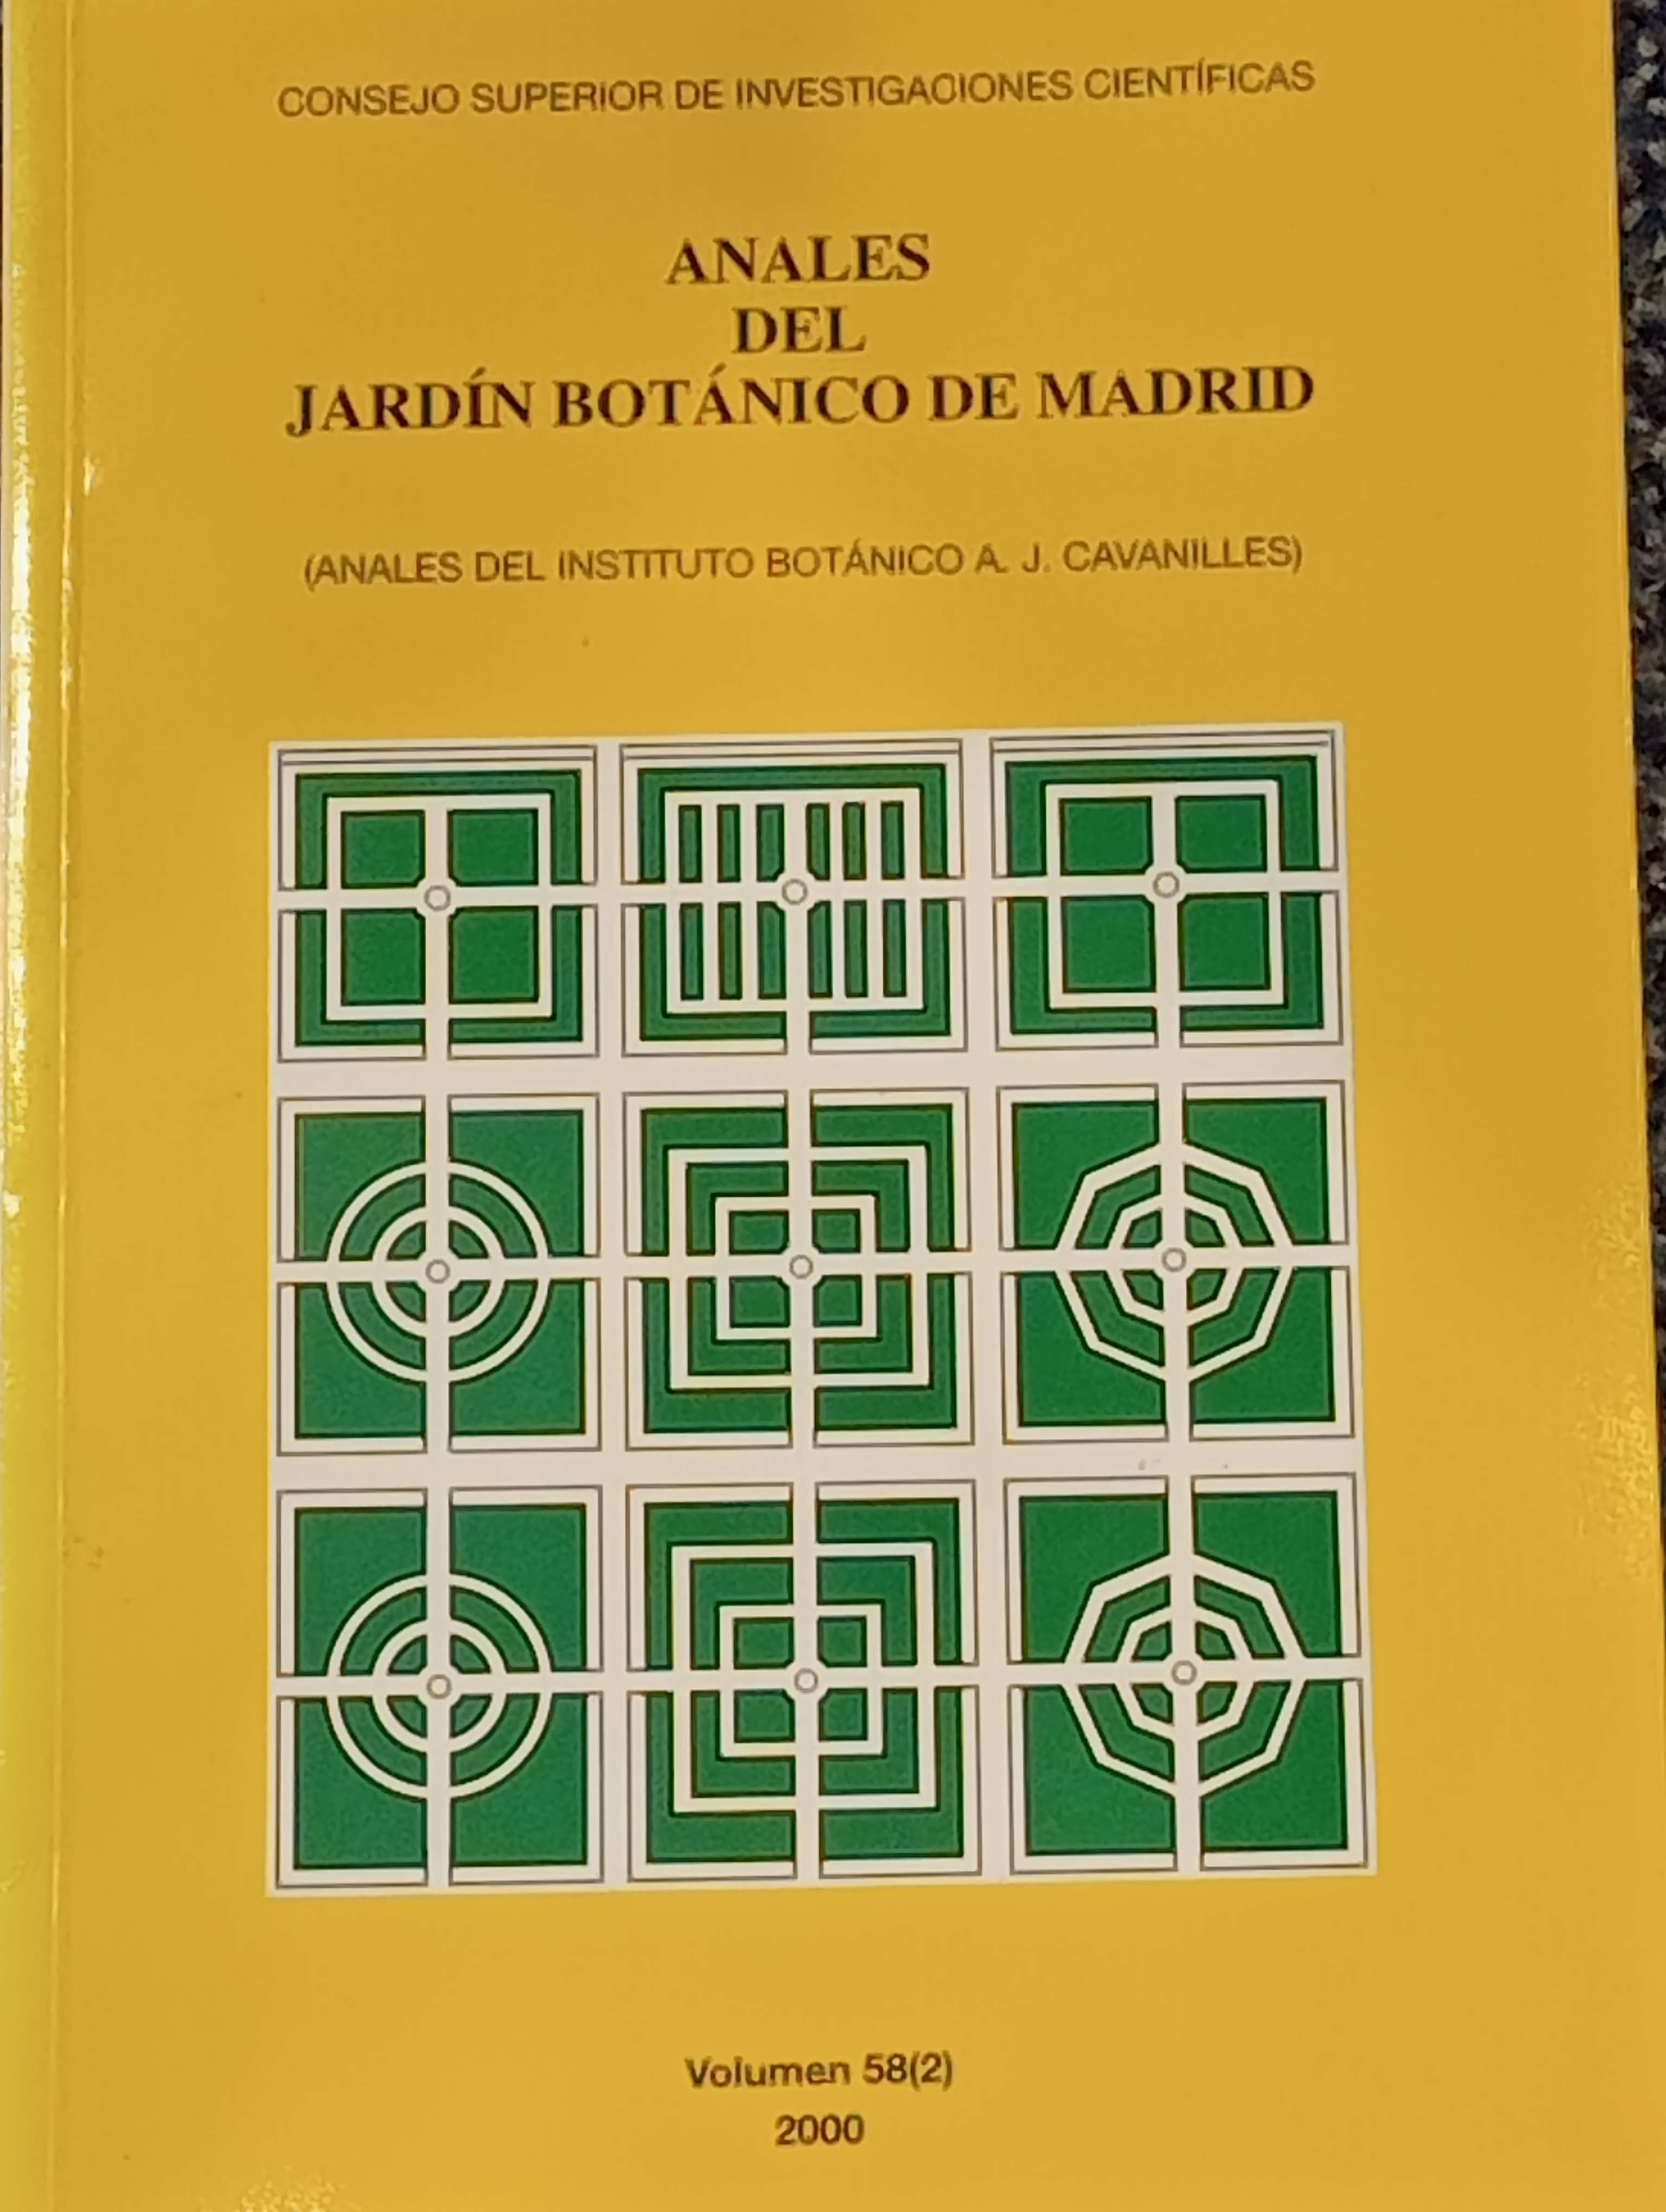 CONSEJO SUPERIOR DE INVESTIGACIONES CIENTÍFICAS
ANALES
DEL
JARDÍN BOTÁNICO DE MADRID
(ANALES DEL INSTITUTO BOTÁNICO A. J. CAVANILLES)
Volumen 58(2)
2000